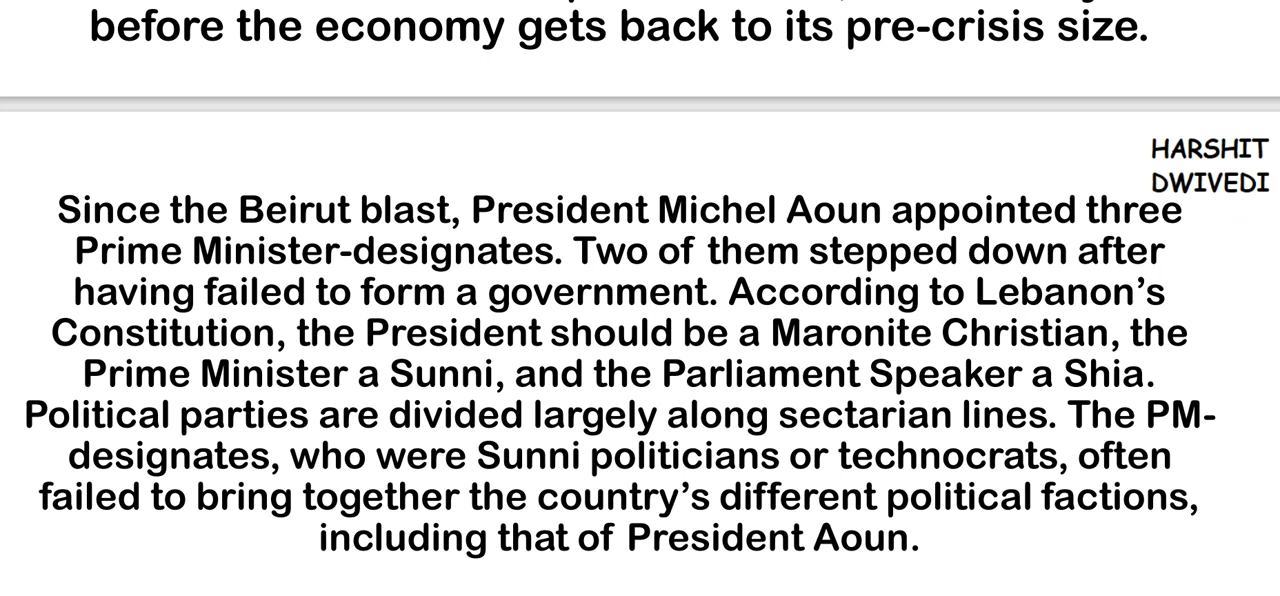 before the economy gets back to its pre-crisis size.
HARSHIT
DWIVEDI
Since the Beirut blast, President Michel Aoun appointed three
Prime Minister-designates. Two of them stepped down after
having failed to form a government. According to Lebanon’s
Constitution, the President should be a Maronite Christian, the
Prime Minister a Sunni, and the Parliament Speaker a Shia.
Political parties are divided largely along sectarian lines. The PM-
designates, who were Sunni politicians or technocrats, often
failed to bring together the country’s different political factions,
including that of President Aoun.